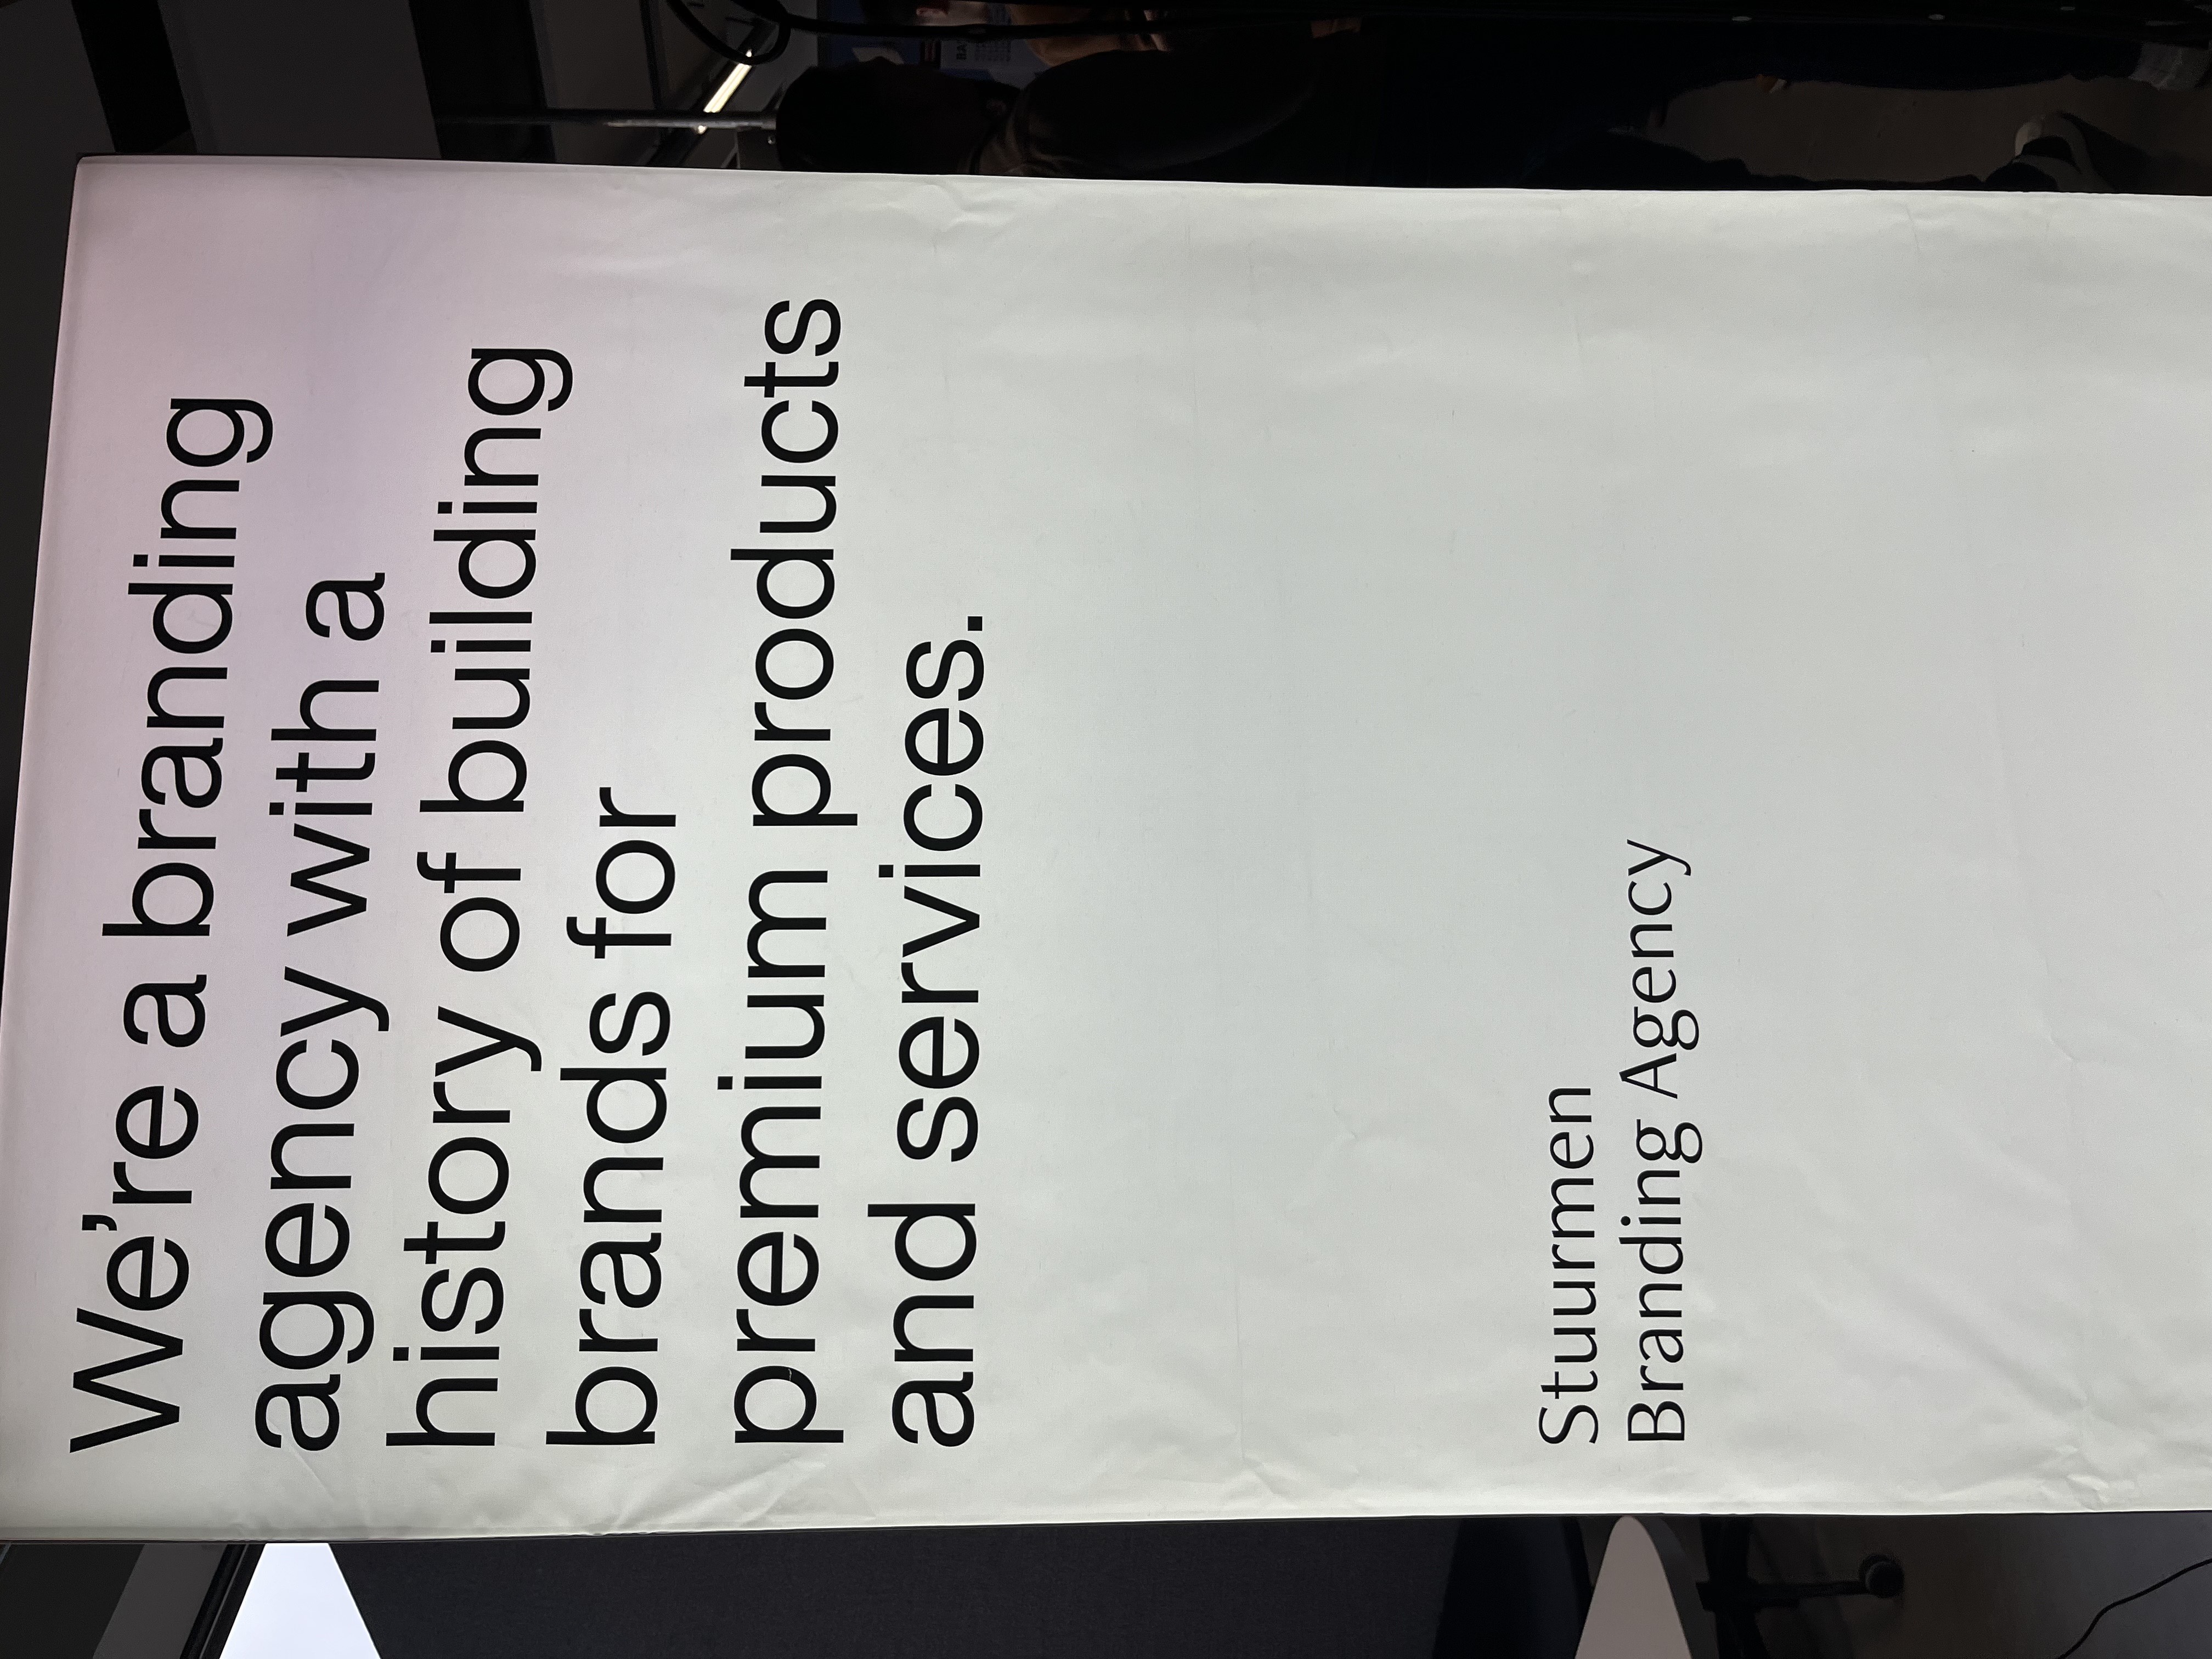 We're a branding
agency with a
history of building
brands for
premium products
and services.
Stuurmen
Branding Agency